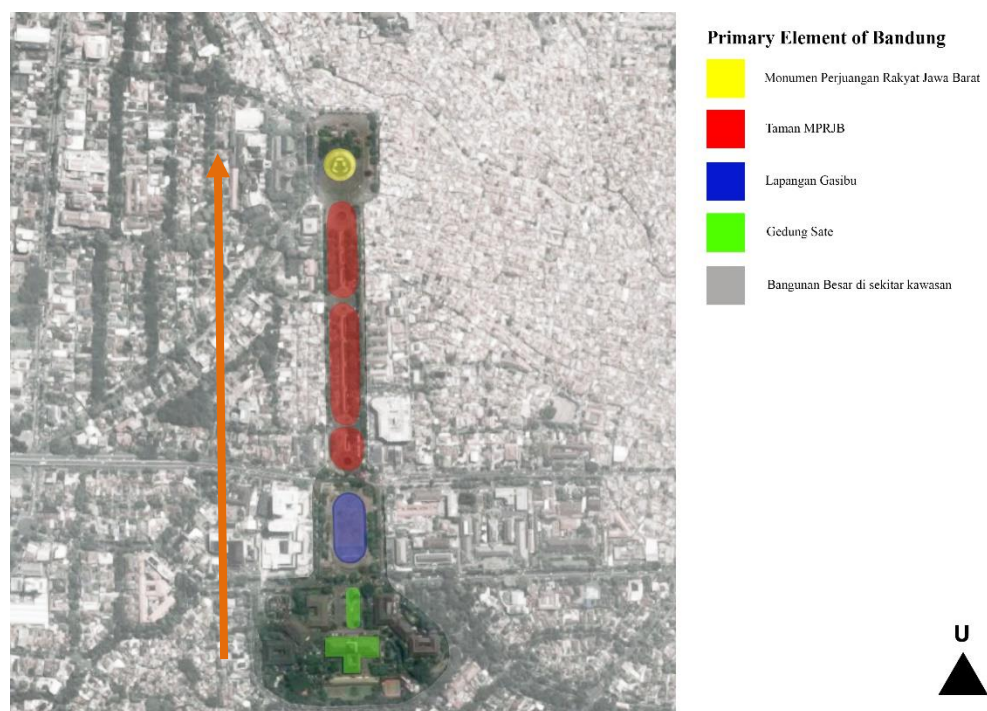 Primary Element of Bandung
Monumen Perjuangan Rakyat Jawa Barat
Taman MPRJB
Lapangan Gasibu
Gedung Sate
Bangunan Besar di sekitar kawasan
U